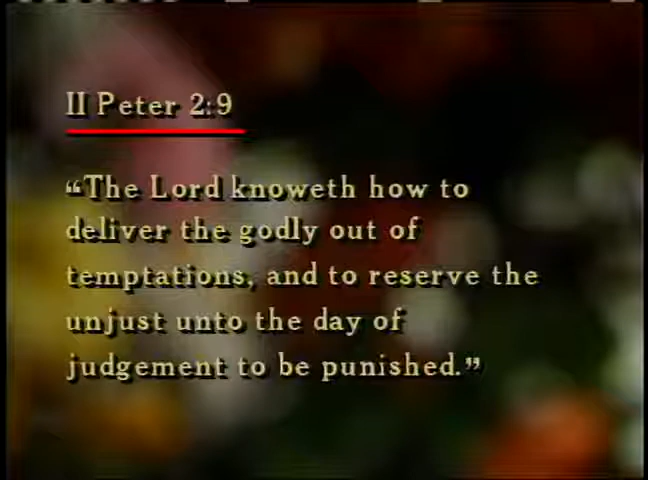 II Peter 2:9
“The Lord knoweth how to
deliver the godly out of
temptations, and to reserve the
unjust unto the day of
judgement to be punished.”